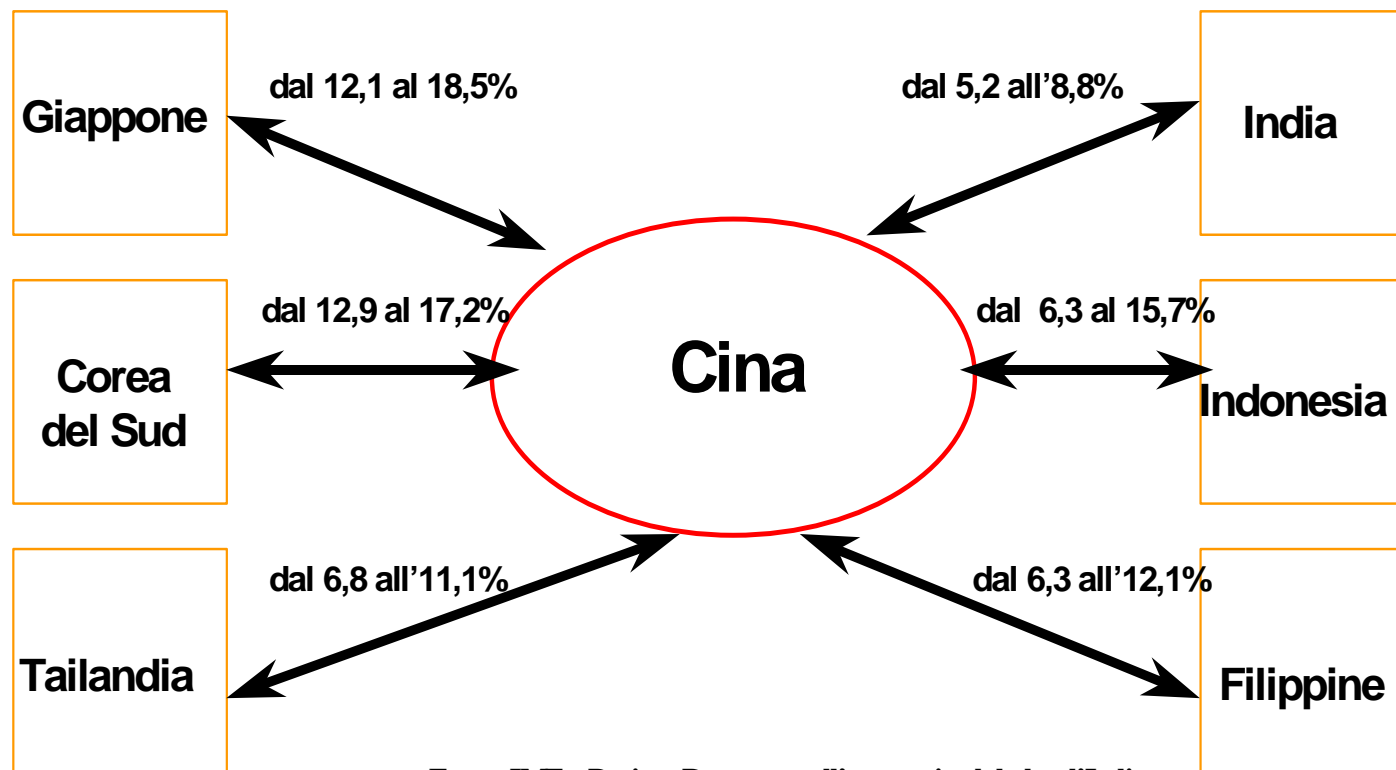 Giappone
dal 12,1 al 18,5%
dal 5,2 all'8,8%
India
Corea
del Sud
dal 12,9 al 17,2%
Cina
dal 6,3 al 15,7%
Indonesia
Tailandia
dal 6,8 all'11,1%
dal 6,3 all'12,1%
Filippine